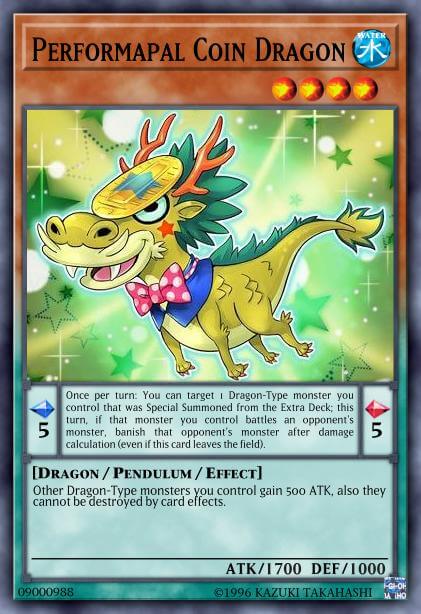 Performapal Coin Dragon
WATER
水
Once per turn: You can target 1 Dragon-Type monster you
control that was Special Summoned from the Extra Deck; this
turn, if that monster you control battles an opponent's
monster, banish that opponent's monster after damage
calculation (even if this card leaves the field).
5
5
[Dragon / Pendulum / Effect]
Other Dragon-Type monsters you control gain 500 ATK, also they
cannot be destroyed by card effects.
ATK/1700 DEF/1000
09000988
©1996 KAZUKI TAKAHASHI